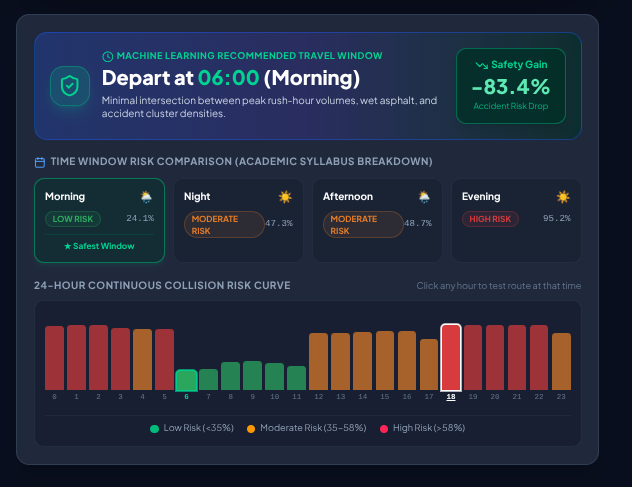 MACHINE LEARNING RECOMMENDED TRAVEL WINDOW
Depart at 06:00 (Morning)
Minimal intersection between peak rush-hour volumes, wet asphalt, and
accident cluster densities.
Safety Gain
-83.4%
Accident Risk Drop
TIME WINDOW RISK COMPARISON (ACADEMIC SYLLABUS BREAKDOWN)
Morning
LOW RISK 24.1%
★ Safest Window
Night
MODERATE
RISK
47.3%
Afternoon
MODERATE
RISK
48.7%
Evening
HIGH RISK 95.2%
24-HOUR CONTINUOUS COLLISION RISK CURVE
Click any hour to test route at that time
0 1 2 3 4 5 6 7 8 9 10 11 12 13 14 15 16 17 18 19 20 21 22 23
Low Risk (<35%) Moderate Risk (35–58%) High Risk (>58%)